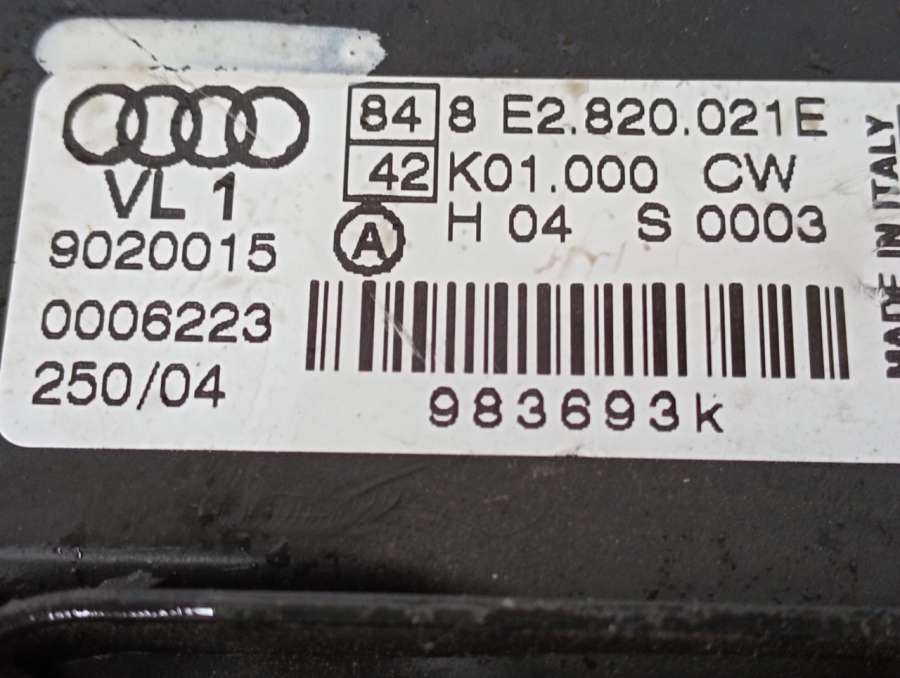 84 8 E2.820.021E
42 K01.000 CW
VL 1
A H 04 S 0003
9020015
0006223
250/04
983693k
MADE IN ITALY